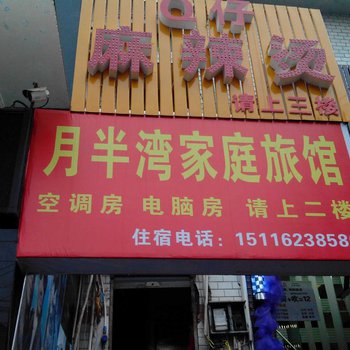 Q仔
麻辣烫
请上三楼
月半湾家庭旅馆
空调房 电脑房 请上二楼
住宿电话：1511623858